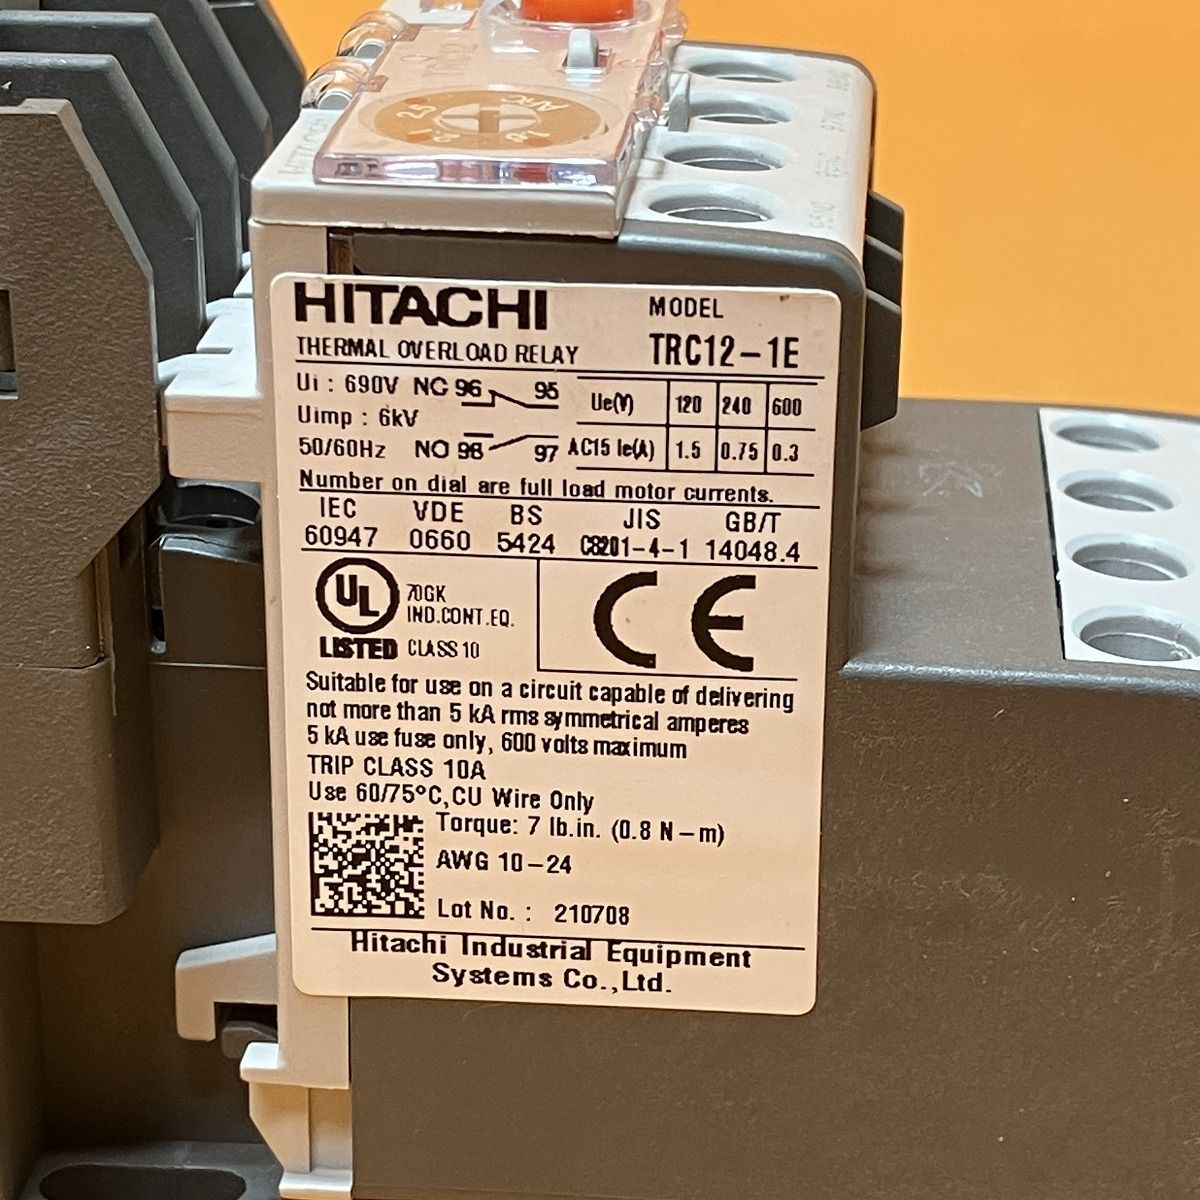 HITACHI
MODEL
THERMAL OVERLOAD RELAY
TRC12-1E
Ui : 690V NC 96 95
Uimp : 6kV
50/60Hz NO 98 97
Ue(V) 120 240 600
AC15 Ie(A) 1.5 0.75 0.3
Number on dial are full load motor currents.
IEC VDE BS JIS GB/T
60947 0660 5424 C8201-4-1 14048.4
UL LISTED
70GK
IND.CONT.EQ.
CLASS 10
CE
Suitable for use on a circuit capable of delivering
not more than 5 kA rms symmetrical amperes
5 kA use fuse only, 600 volts maximum
TRIP CLASS 10A
Use 60/75°C,CU Wire Only
Torque: 7 lb.in. (0.8 N-m)
AWG 10-24
Lot No. : 210708
Hitachi Industrial Equipment
Systems Co.,Ltd.